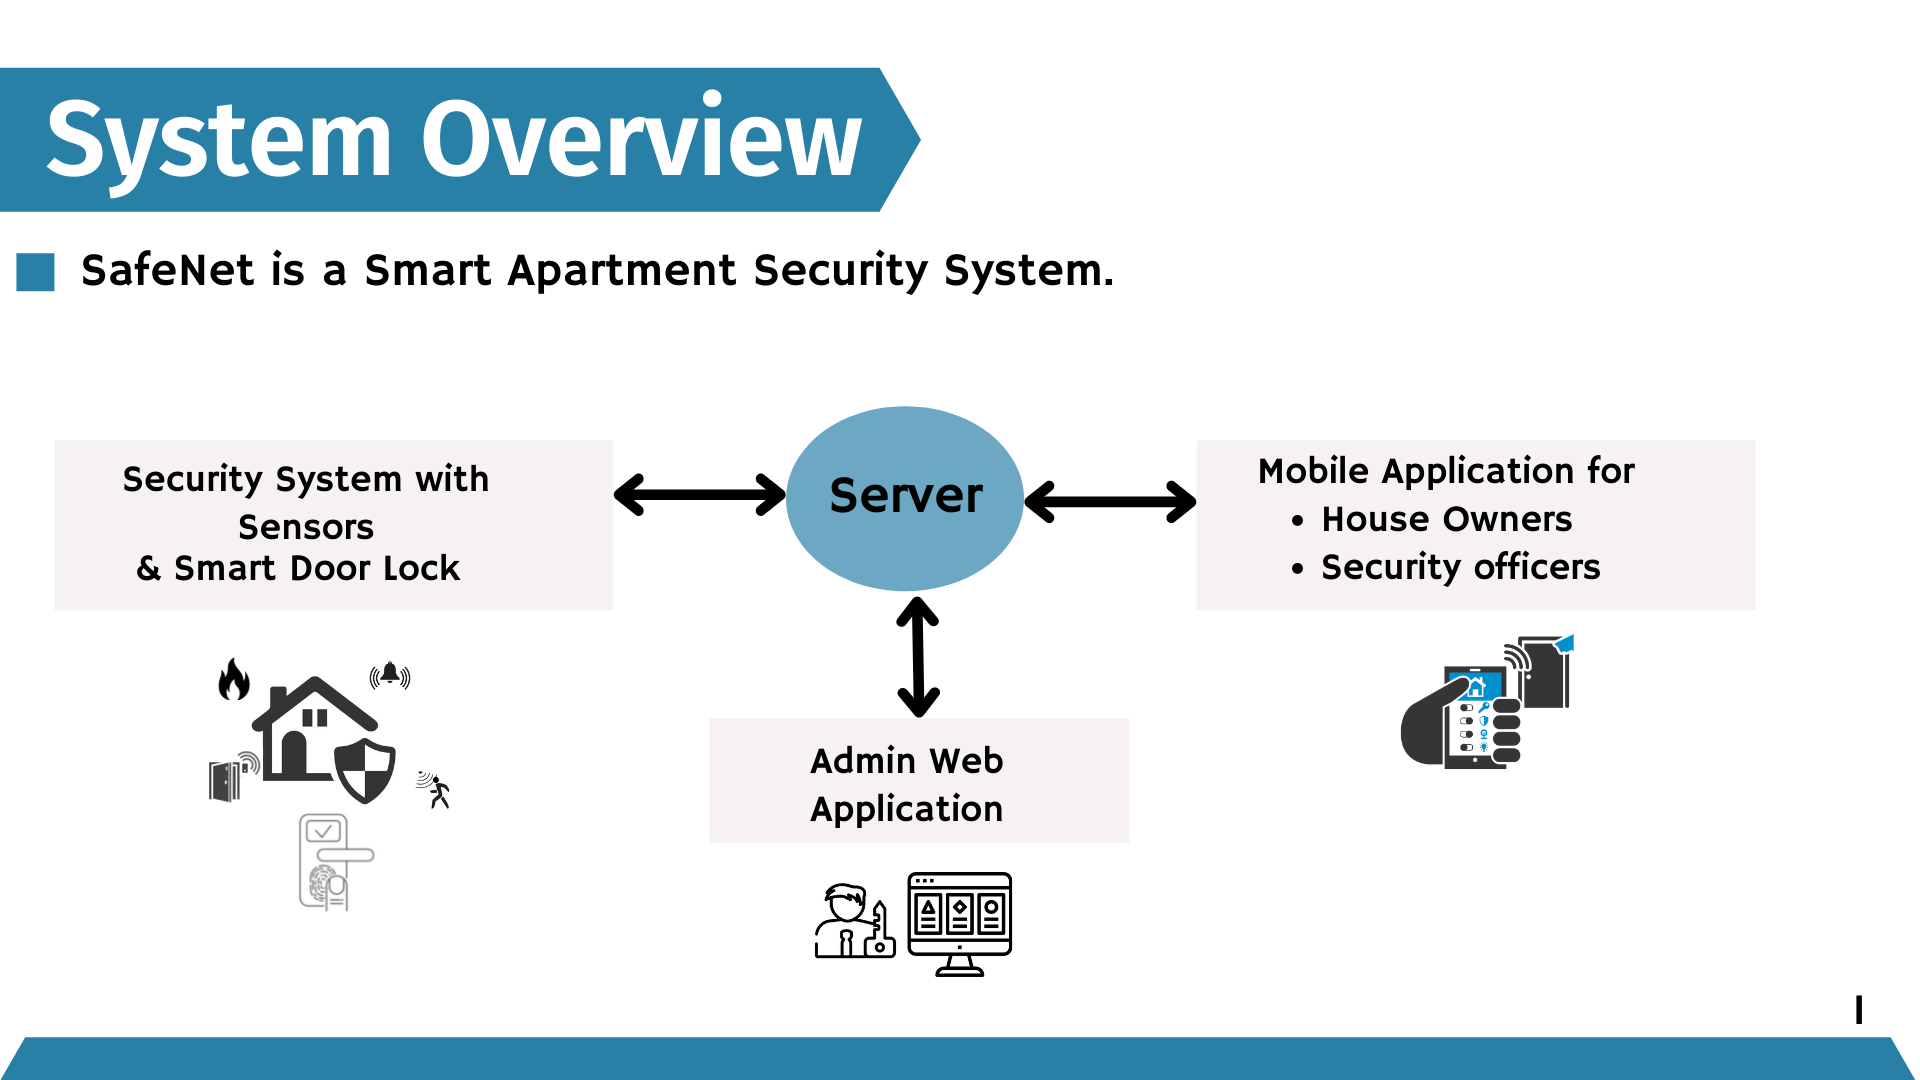 System Overview
SafeNet is a Smart Apartment Security System.
Security System with
Sensors
& Smart Door Lock
Server
Mobile Application for
• House Owners
• Security officers
Admin Web
Application
1